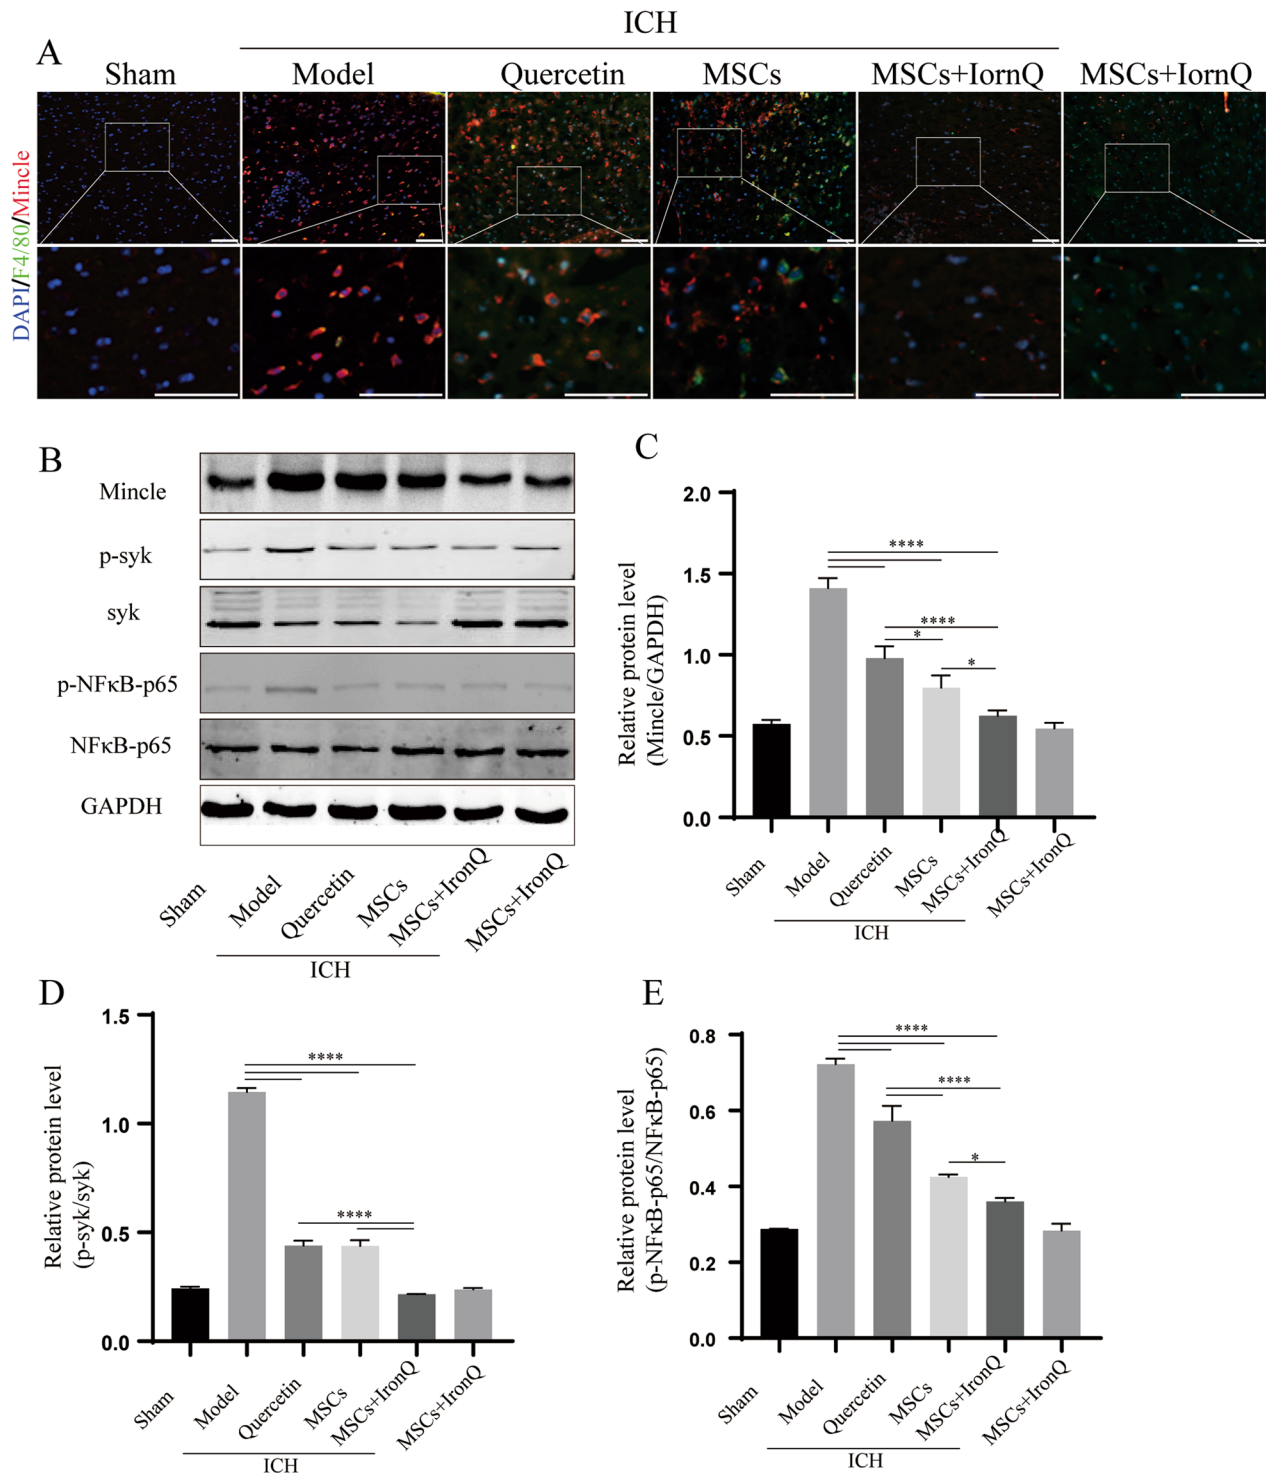 ICH
A
Sham Model Quercetin MSCs MSCs+IornQ MSCs+IornQ
DAPI/F4/80/Mincle
B
Mincle
p-syk
syk
p-NFκB-p65
NFκB-p65
GAPDH
Sham Model Quercetin MSCs MSCs+IronQ MSCs+IronQ
ICH
C
Relative protein level
(Mincle/GAPDH)
2.0
1.5
1.0
0.5
0.0
****
****
*
*
Sham Model Quercetin MSCs MSCs+IronQ MSCs+IronQ
ICH
D
Relative protein level
(p-syk/syk)
1.5
1.0
0.5
0.0
****
****
Sham Model Quercetin MSCs MSCs+IronQ MSCs+IronQ
ICH
E
Relative protein level
(p-NFκB-p65/NFκB-p65)
0.8
0.6
0.4
0.2
0.0
****
****
*
Sham Model Quercetin MSCs MSCs+IronQ MSCs+IronQ
ICH